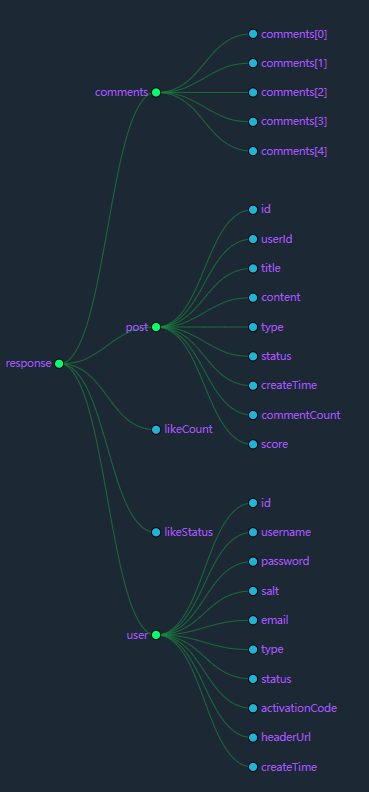 comments[0]
comments[1]
comments
comments[2]
comments[3]
comments[4]
id
userId
title
content
post
type
status
response
createTime
commentCount
likeCount
score
id
likeStatus
username
password
salt
email
user
type
status
activationCode
headerUrl
createTime